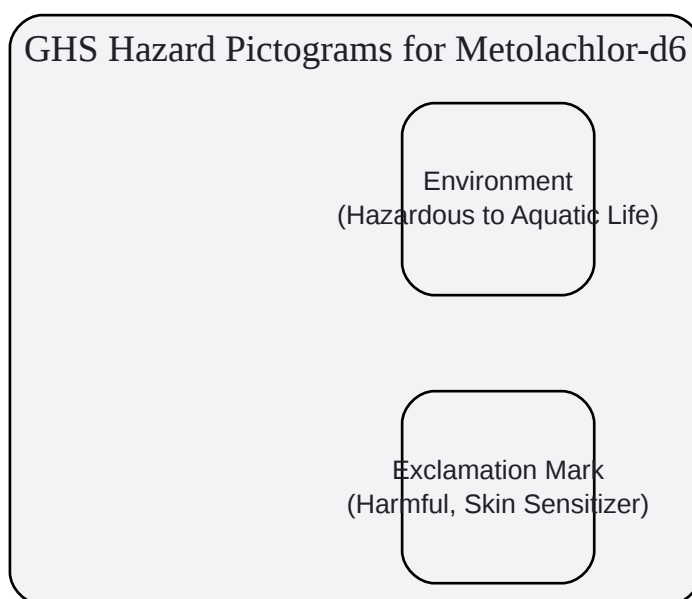 GHS Hazard Pictograms for Metolachlor-d6
Environment
(Hazardous to Aquatic Life)
Exclamation Mark
(Harmful, Skin Sensitizer)